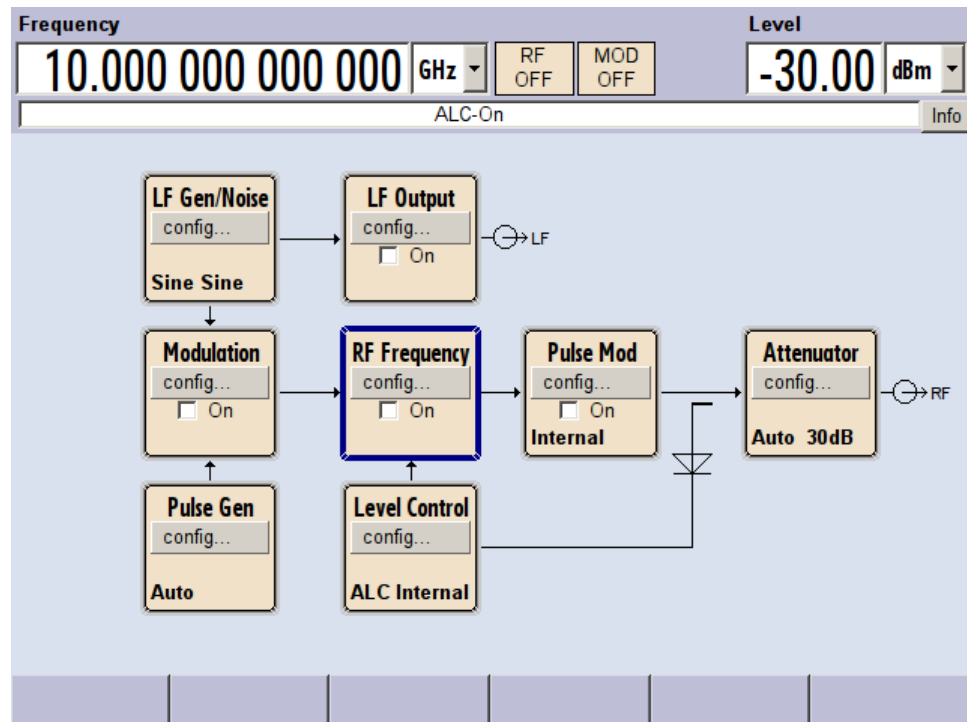 Frequency
Level
10.000 000 000 000 GHz
RF OFF
MOD OFF
-30.00 dBm
ALC-On
Info
LF Gen/Noise
config...
Sine Sine
LF Output
config...
On
LF
Modulation
config...
On
RF Frequency
config...
On
Pulse Mod
config...
On
Internal
Attenuator
config...
Auto 30dB
RF
Pulse Gen
config...
Auto
Level Control
config...
ALC Internal